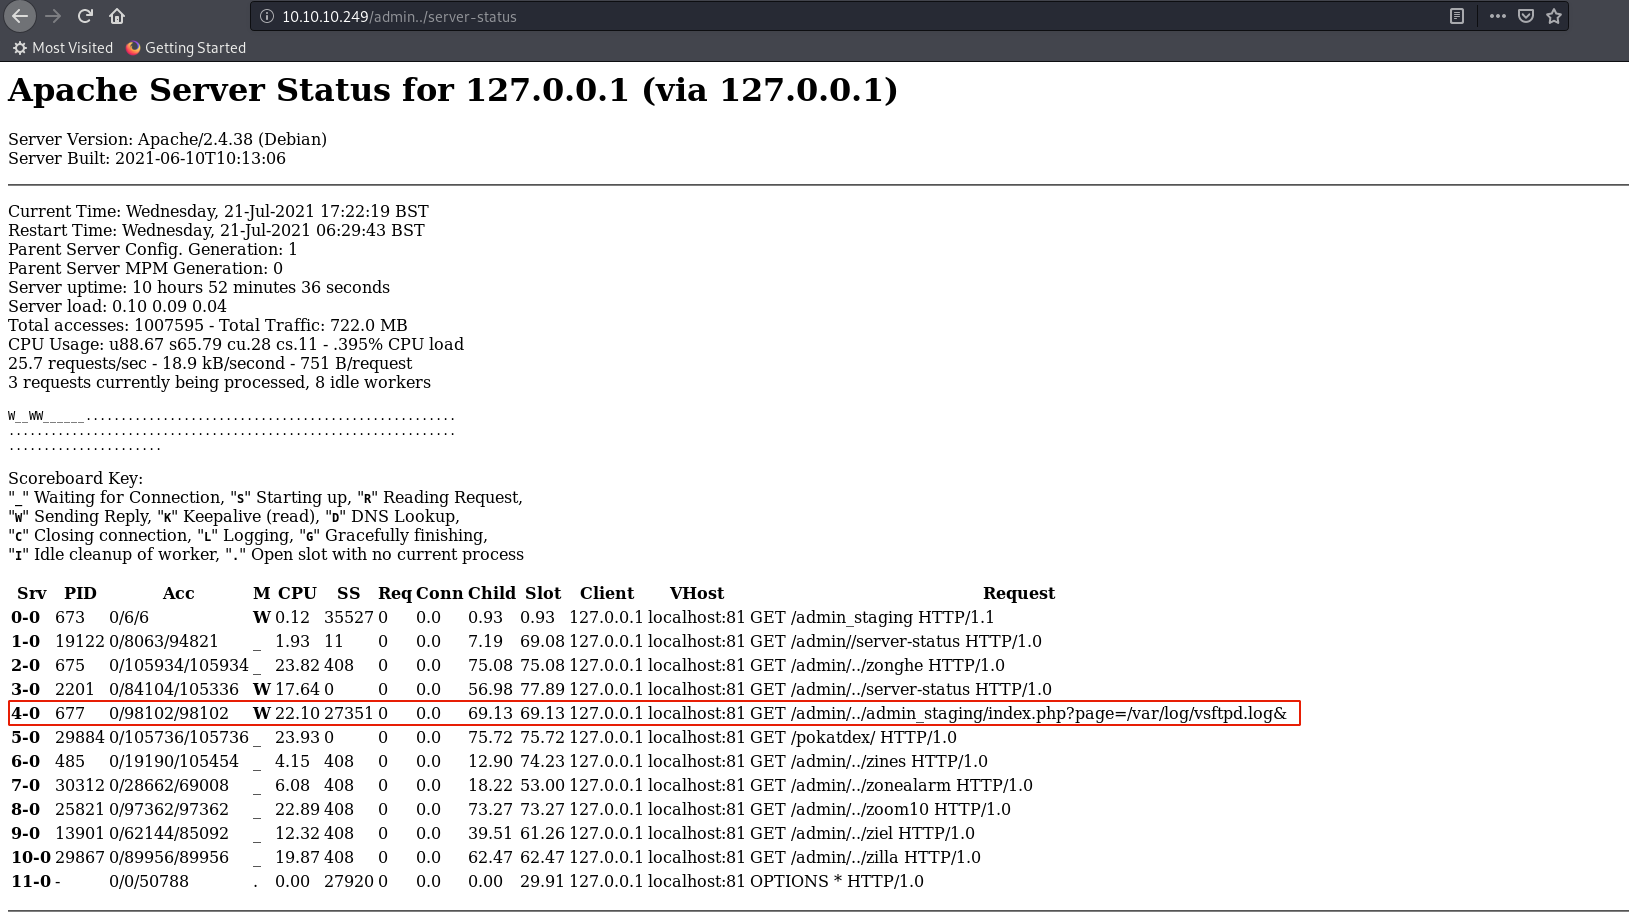 10.10.10.249/admin../server-status
Most Visited Getting Started
Apache Server Status for 127.0.0.1 (via 127.0.0.1)
Server Version: Apache/2.4.38 (Debian)
Server Built: 2021-06-10T10:13:06
Current Time: Wednesday, 21-Jul-2021 17:22:19 BST
Restart Time: Wednesday, 21-Jul-2021 06:29:43 BST
Parent Server Config. Generation: 1
Parent Server MPM Generation: 0
Server uptime: 10 hours 52 minutes 36 seconds
Server load: 0.10 0.09 0.04
Total accesses: 1007595 - Total Traffic: 722.0 MB
CPU Usage: u88.67 s65.79 cu.28 cs.11 - .395% CPU load
25.7 requests/sec - 18.9 kB/second - 751 B/request
3 requests currently being processed, 8 idle workers
W__WW______.....................................................
................................................................
......................
Scoreboard Key:
"_" Waiting for Connection, "S" Starting up, "R" Reading Request,
"W" Sending Reply, "K" Keepalive (read), "D" DNS Lookup,
"C" Closing connection, "L" Logging, "G" Gracefully finishing,
"I" Idle cleanup of worker, "." Open slot with no current process
Srv PID Acc M CPU SS Req Conn Child Slot Client VHost Request
0-0 673 0/6/6 W 0.12 35527 0 0.0 0.93 0.93 127.0.0.1 localhost:81 GET /admin_staging HTTP/1.1
1-0 19122 0/8063/94821 _ 1.93 11 0 0.0 7.19 69.08 127.0.0.1 localhost:81 GET /admin//server-status HTTP/1.0
2-0 675 0/105934/105934 _ 23.82 408 0 0.0 75.08 75.08 127.0.0.1 localhost:81 GET /admin/../zonghe HTTP/1.0
3-0 2201 0/84104/105336 W 17.64 0 0 0.0 56.98 77.89 127.0.0.1 localhost:81 GET /admin/../server-status HTTP/1.0
4-0 677 0/98102/98102 W 22.10 27351 0 0.0 69.13 69.13 127.0.0.1 localhost:81 GET /admin/../admin_staging/index.php?page=/var/log/vsftpd.log&
5-0 29884 0/105736/105736 _ 23.93 0 0 0.0 75.72 75.72 127.0.0.1 localhost:81 GET /pokatdex/ HTTP/1.0
6-0 485 0/19190/105454 _ 4.15 408 0 0.0 12.90 74.23 127.0.0.1 localhost:81 GET /admin/../zines HTTP/1.0
7-0 30312 0/28662/69008 _ 6.08 408 0 0.0 18.22 53.00 127.0.0.1 localhost:81 GET /admin/../zonealarm HTTP/1.0
8-0 25821 0/97362/97362 _ 22.89 408 0 0.0 73.27 73.27 127.0.0.1 localhost:81 GET /admin/../zoom10 HTTP/1.0
9-0 13901 0/62144/85092 _ 12.32 408 0 0.0 39.51 61.26 127.0.0.1 localhost:81 GET /admin/../ziel HTTP/1.0
10-0 29867 0/89956/89956 _ 19.87 408 0 0.0 62.47 62.47 127.0.0.1 localhost:81 GET /admin/../zilla HTTP/1.0
11-0 - 0/0/50788 . 0.00 27920 0 0.0 0.00 29.91 127.0.0.1 localhost:81 OPTIONS * HTTP/1.0